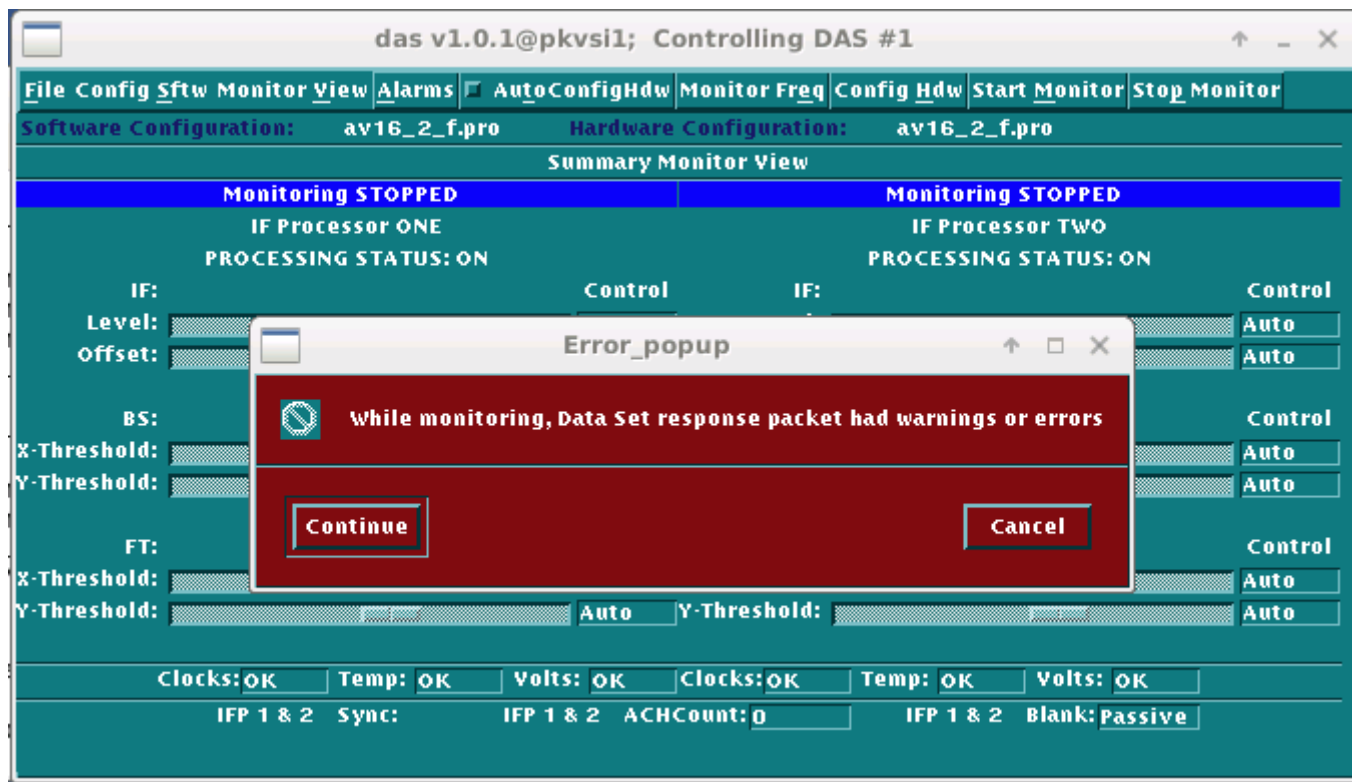 das v1.0.1@pkvsi1; Controlling DAS #1
File Config Sftw Monitor View Alarms AutoConfigHdw Monitor Freq Config Hdw Start Monitor Stop Monitor
Software Configuration: av16_2_f.pro Hardware Configuration: av16_2_f.pro
Summary Monitor View
Monitoring STOPPED Monitoring STOPPED
IF Processor ONE IF Processor TWO
PROCESSING STATUS: ON PROCESSING STATUS: ON
IF: Control IF: Control
Level: Auto
Offset: Auto
Error_popup
While monitoring, Data Set response packet had warnings or errors
Continue Cancel
BS: Control
X-Threshold: Auto
Y-Threshold: Auto
FT: Control
X-Threshold: Auto
Y-Threshold: Auto Y-Threshold: Auto
Clocks: OK Temp: OK Volts: OK Clocks: OK Temp: OK Volts: OK
IFP 1 & 2 Sync: IFP 1 & 2 ACHCount: 0 IFP 1 & 2 Blank: Passive